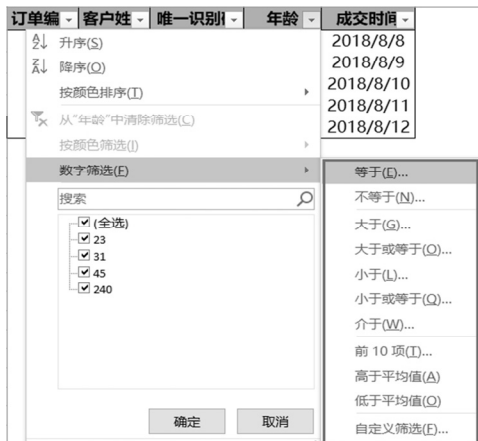 订单编 客户姓 唯一识别 年龄 成交时间
2018/8/8
2018/8/9
2018/8/10
2018/8/11
2018/8/12
升序(S)
降序(O)
按颜色排序(T)
从"年龄"中清除筛选(C)
按颜色筛选(I)
数字筛选(F)
搜索
(全选)
23
31
45
240
确定 取消
等于(E)...
不等于(N)...
大于(G)...
大于或等于(O)...
小于(L)...
小于或等于(Q)...
介于(W)...
前 10 项(T)...
高于平均值(A)
低于平均值(O)
自定义筛选(F)...